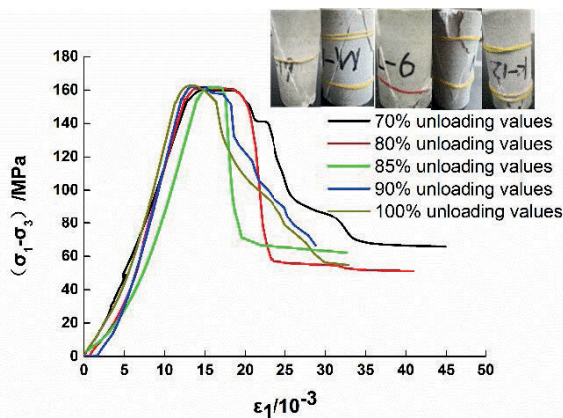 -M
-9
K-12
70% unloading values
80% unloading values
85% unloading values
90% unloading values
100% unloading values
(σ₁-σ₃) /MPa
180
160
140
120
100
80
60
40
20
0
0 5 10 15 20 25 30 35 40 45 50
ε₁/10⁻³